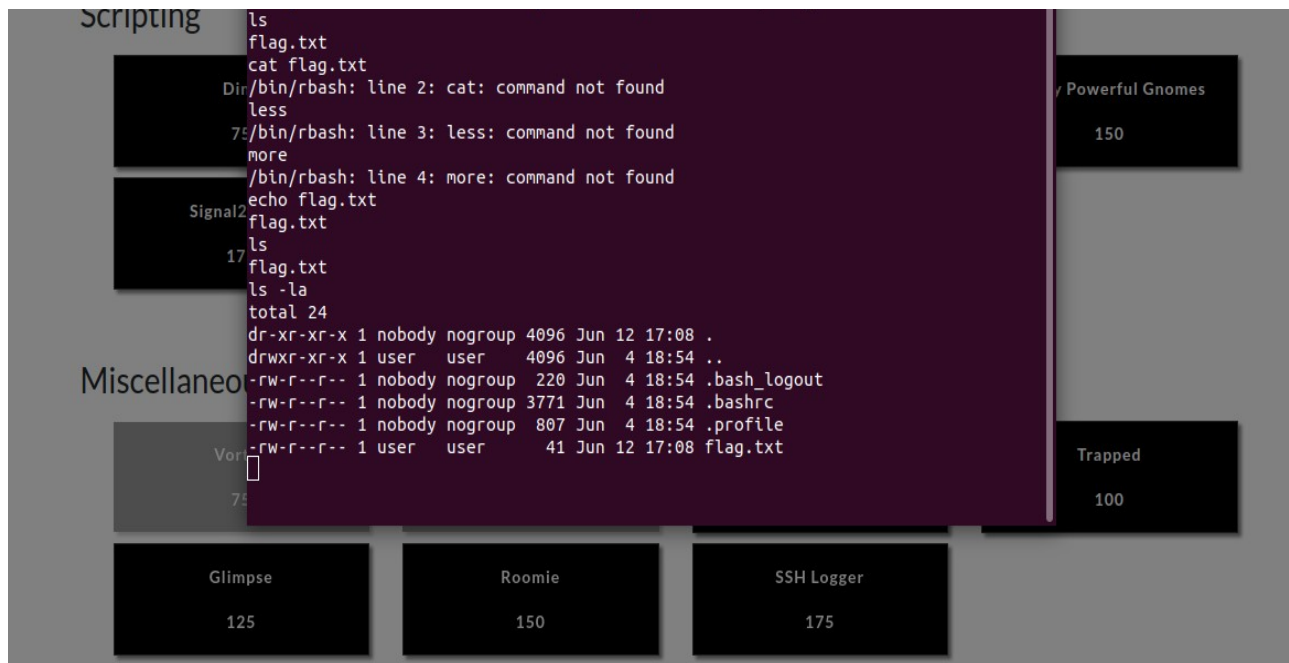 Scripting
ls
flag.txt
cat flag.txt
/bin/rbash: line 2: cat: command not found
less
/bin/rbash: line 3: less: command not found
more
/bin/rbash: line 4: more: command not found
echo flag.txt
flag.txt
ls
flag.txt
ls -la
total 24
dr-xr-xr-x 1 nobody nogroup 4096 Jun 12 17:08 .
drwxr-xr-x 1 user   user    4096 Jun  4 18:54 ..
-rw-r--r-- 1 nobody nogroup  220 Jun  4 18:54 .bash_logout
-rw-r--r-- 1 nobody nogroup 3771 Jun  4 18:54 .bashrc
-rw-r--r-- 1 nobody nogroup  807 Jun  4 18:54 .profile
-rw-r--r-- 1 user   user      41 Jun 12 17:08 flag.txt
Powerful Gnomes
150
Trapped
100
Glimpse
125
Roomie
150
SSH Logger
175